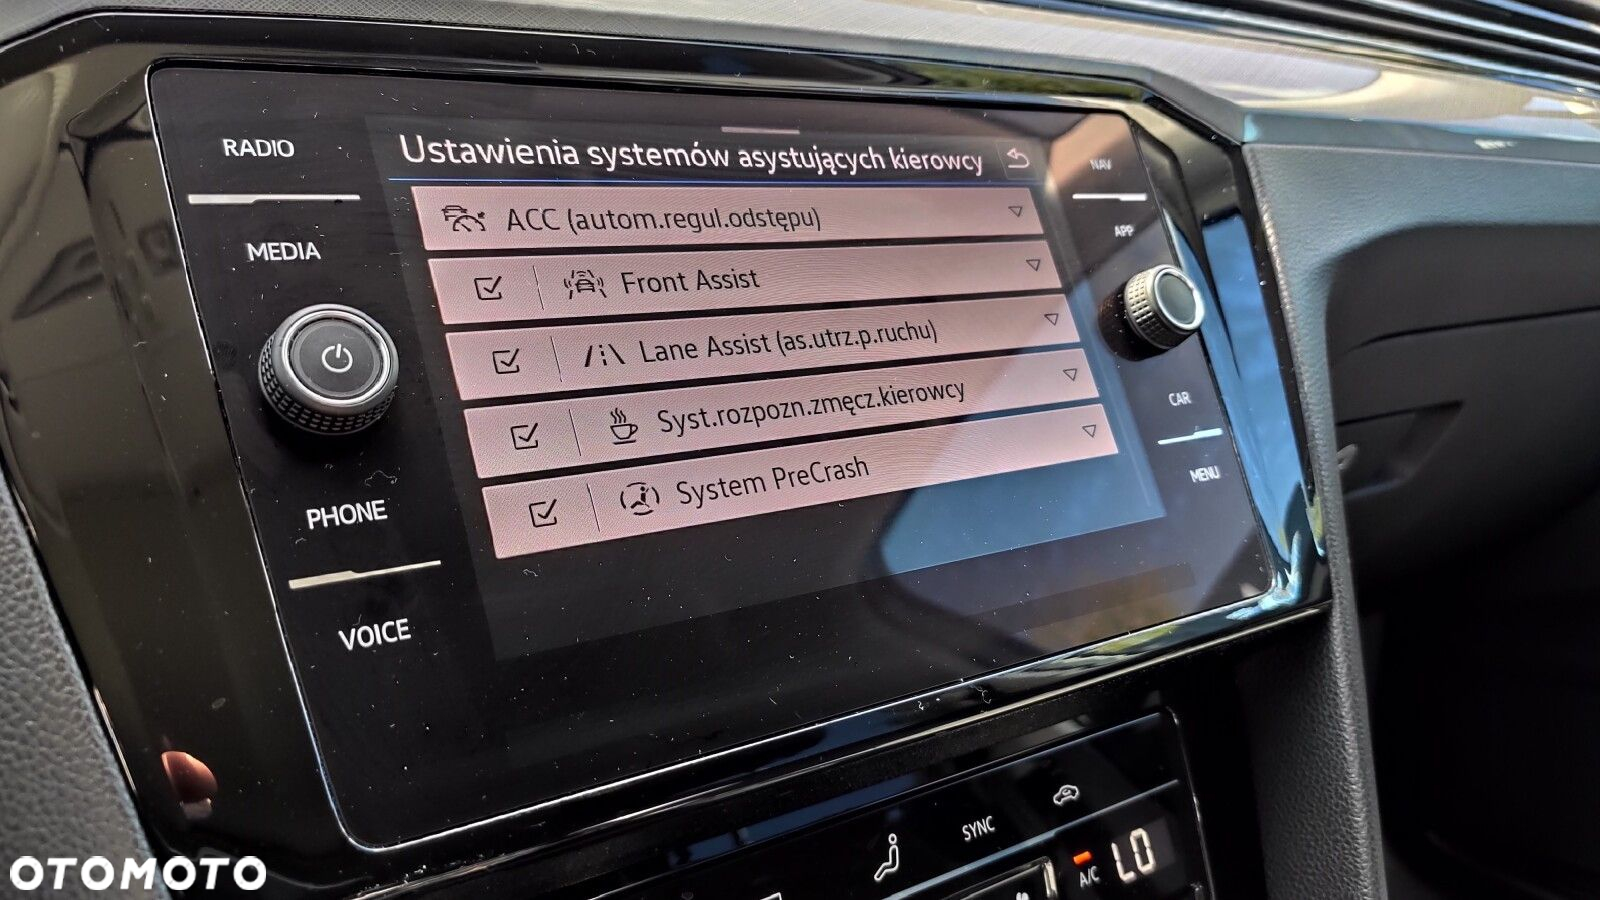 RADIO
MEDIA
PHONE
VOICE
Ustawienia systemów asystujących kierowcy
ACC (autom.regul.odstępu)
Front Assist
Lane Assist (as.utrz.p.ruchu)
Syst.rozpozn.zmęcz.kierowcy
System PreCrash
NAV
APP
CAR
MENU
SYNC
A/C
LO
OTOMOTO